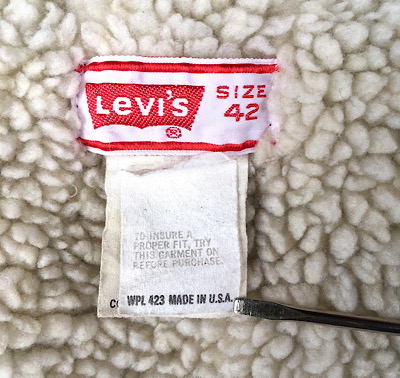 Levi's
®
SIZE
42
TO INSURE A
PROPER FIT, TRY
THIS GARMENT ON
BEFORE PURCHASE.
WPL 423 MADE IN U.S.A.